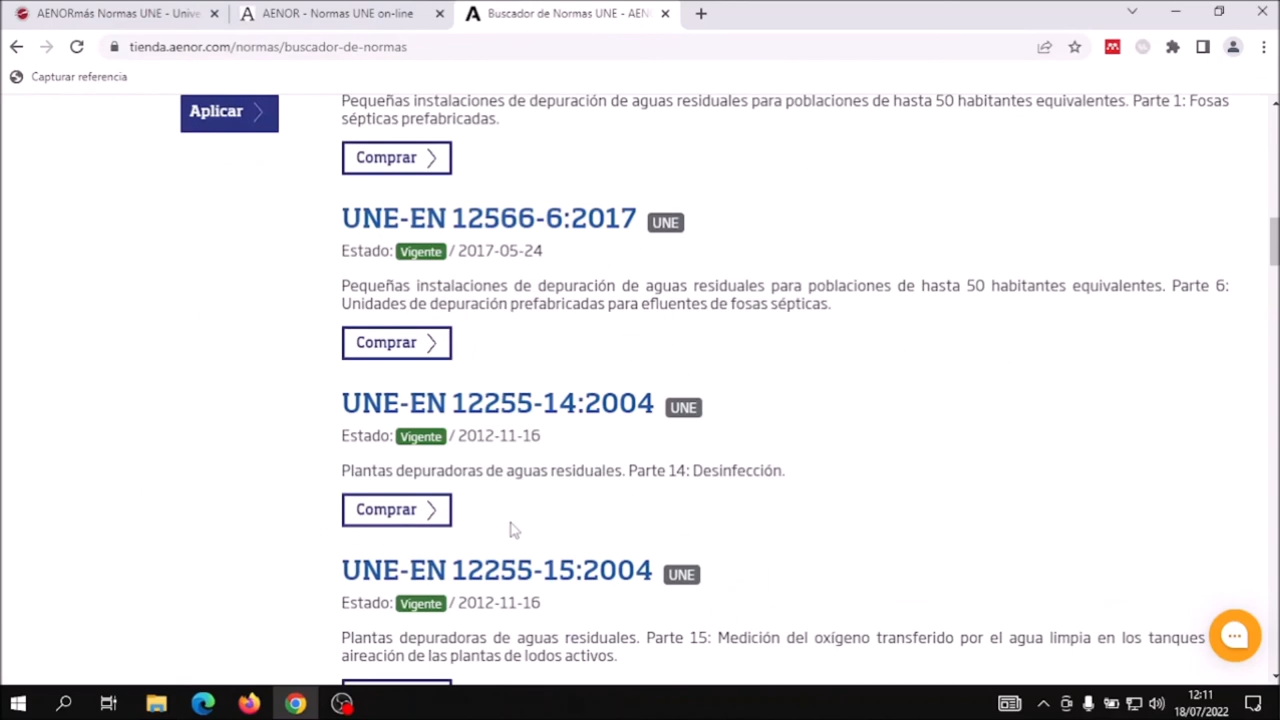 AENORmás Normas UNE - Unive
AENOR - Normas UNE on-line
Buscador de Normas UNE - AEN
tienda.aenor.com/normas/buscador-de-normas
Capturar referencia
Aplicar
Pequeñas instalaciones de depuración de aguas residuales para poblaciones de hasta 50 habitantes equivalentes. Parte 1: Fosas
sépticas prefabricadas.
Comprar
UNE-EN 12566-6:2017 UNE
Estado: Vigente / 2017-05-24
Pequeñas instalaciones de depuración de aguas residuales para poblaciones de hasta 50 habitantes equivalentes. Parte 6:
Unidades de depuración prefabricadas para efluentes de fosas sépticas.
Comprar
UNE-EN 12255-14:2004 UNE
Estado: Vigente / 2012-11-16
Plantas depuradoras de aguas residuales. Parte 14: Desinfección.
Comprar
UNE-EN 12255-15:2004 UNE
Estado: Vigente / 2012-11-16
Plantas depuradoras de aguas residuales. Parte 15: Medición del oxígeno transferido por el agua limpia en los tanques
aireación de las plantas de lodos activos.
12:11
18/07/2022